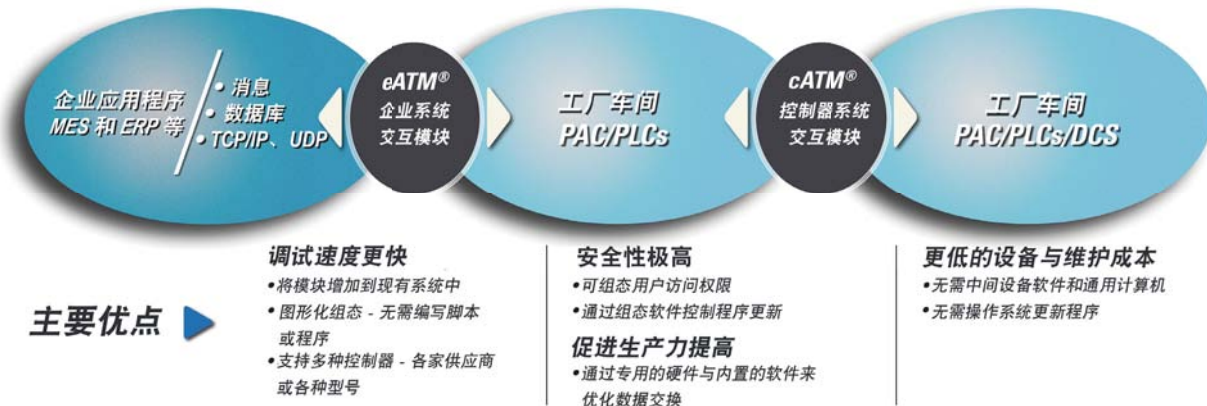 企业应用程序
MES 和 ERP 等
• 消息
• 数据库
• TCP/IP、UDP
eATM®
企业系统
交互模块
工厂车间
PAC/PLCs
cATM®
控制器系统
交互模块
工厂车间
PAC/PLCs/DCS
主要优点
调试速度更快
•将模块增加到现有系统中
•图形化组态 - 无需编写脚本
或程序
•支持多种控制器 - 各家供应商
或各种型号
安全性极高
•可组态用户访问权限
•通过组态软件控制程序更新
促进生产力提高
•通过专用的硬件与内置的软件来
优化数据交换
更低的设备与维护成本
•无需中间设备软件和通用计算机
•无需操作系统更新程序